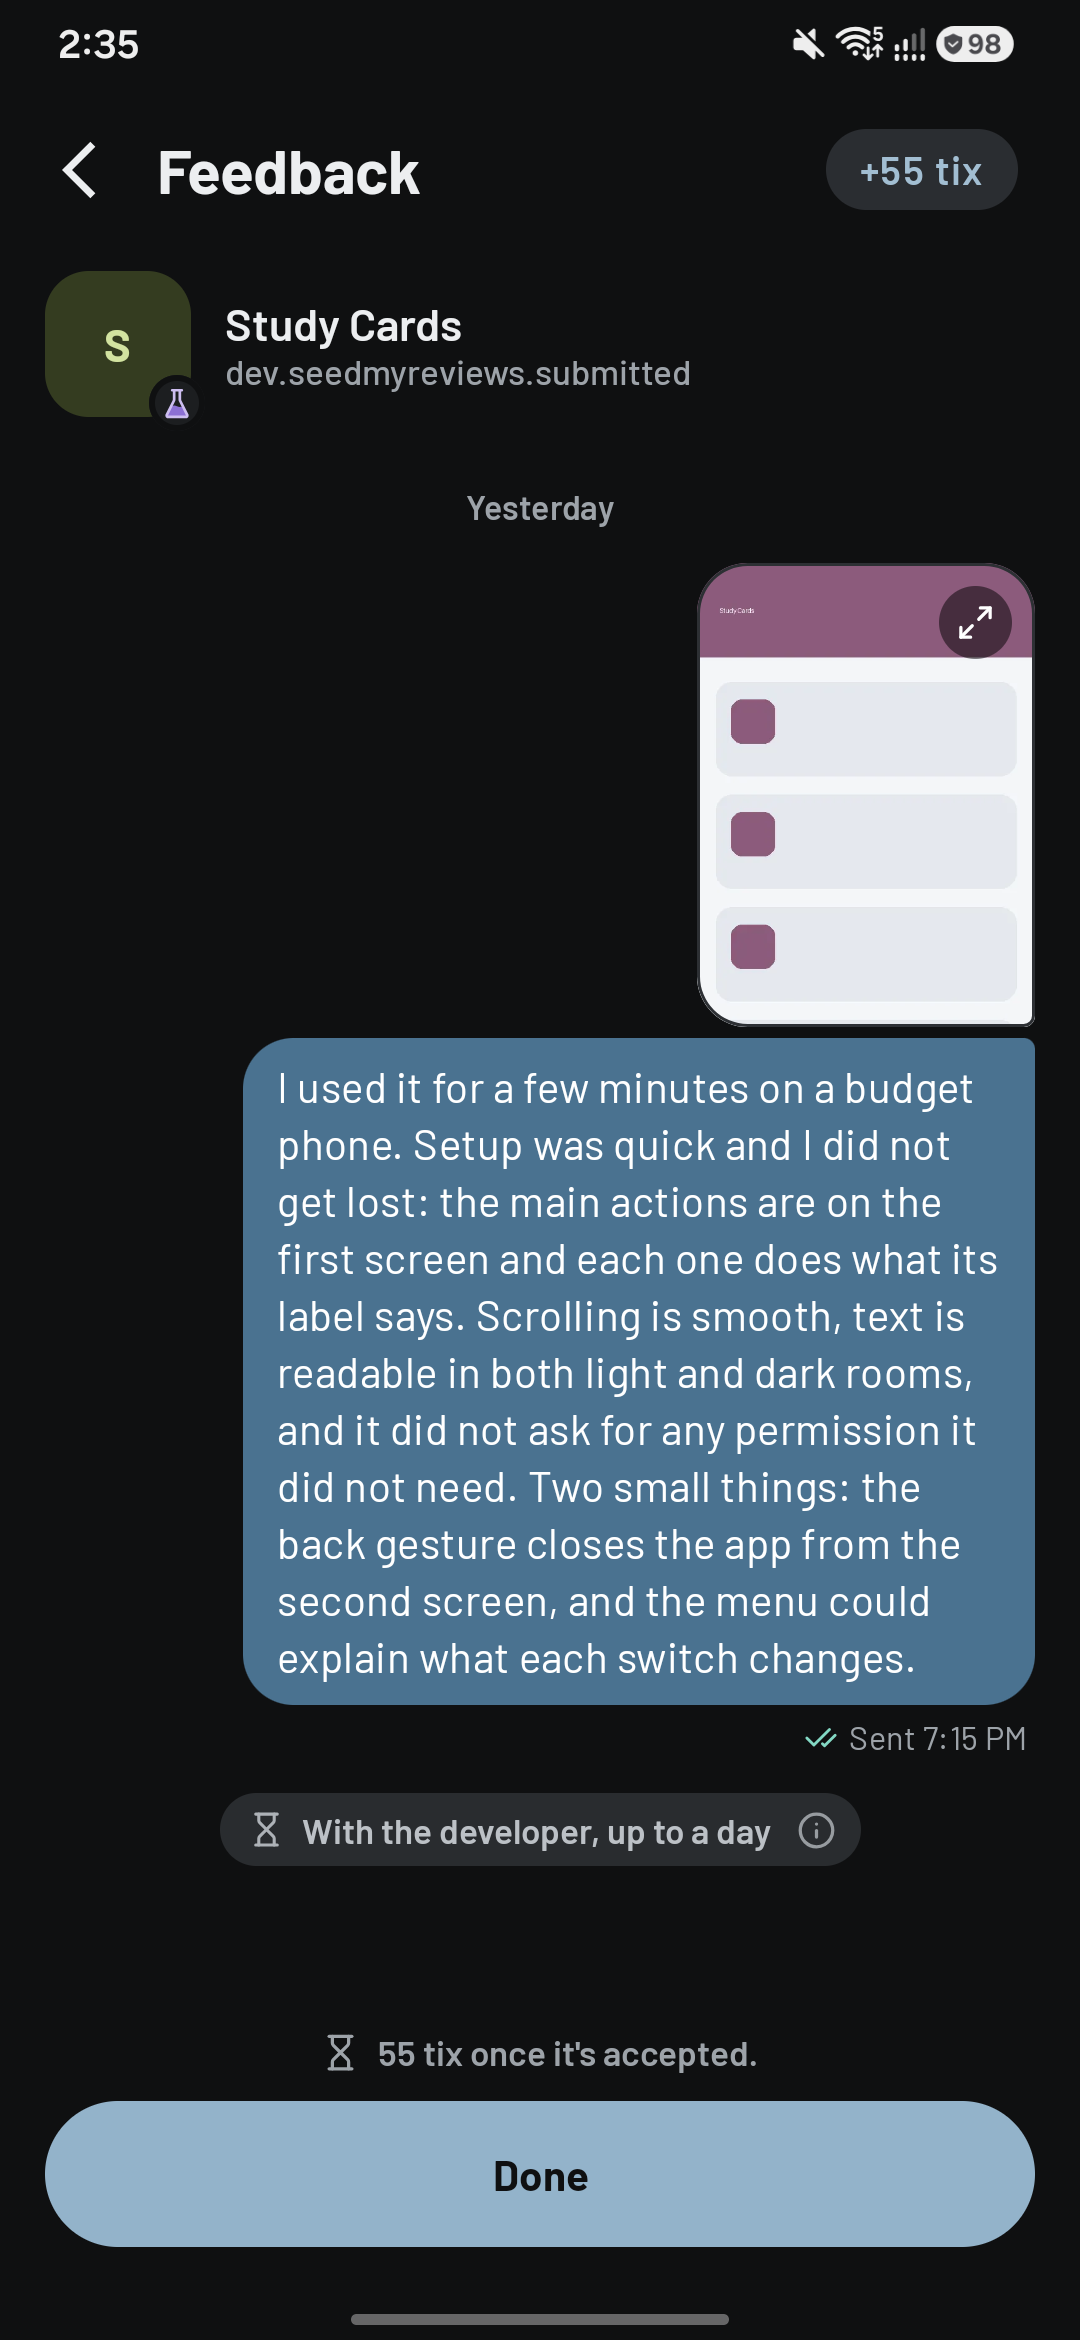 2:35
5
98
Feedback
+55 tix
S
Study Cards
dev.seedmyreviews.submitted
Yesterday
Study Cards
I used it for a few minutes on a budget
phone. Setup was quick and I did not
get lost: the main actions are on the
first screen and each one does what its
label says. Scrolling is smooth, text is
readable in both light and dark rooms,
and it did not ask for any permission it
did not need. Two small things: the
back gesture closes the app from the
second screen, and the menu could
explain what each switch changes.
Sent 7:15 PM
With the developer, up to a day
55 tix once it's accepted.
Done